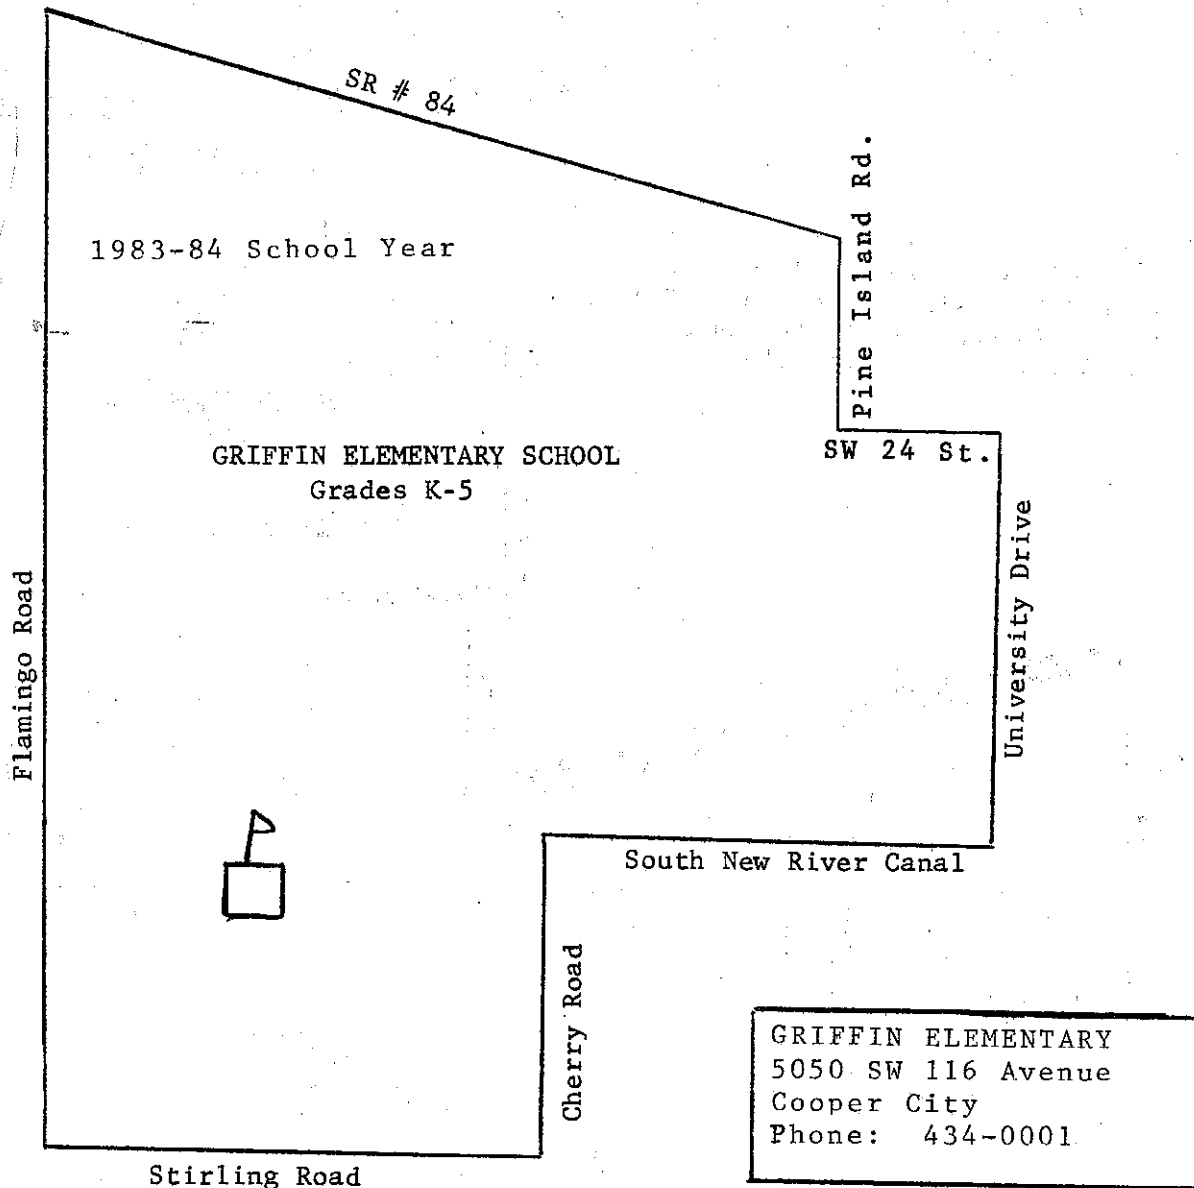 SR # 84
Pine Island Rd.
1983-84 School Year
SW 24 St.
GRIFFIN ELEMENTARY SCHOOL
Grades K-5
University Drive
Flamingo Road
South New River Canal
Cherry Road
GRIFFIN ELEMENTARY
5050 SW 116 Avenue
Cooper City
Phone: 434-0001
Stirling Road